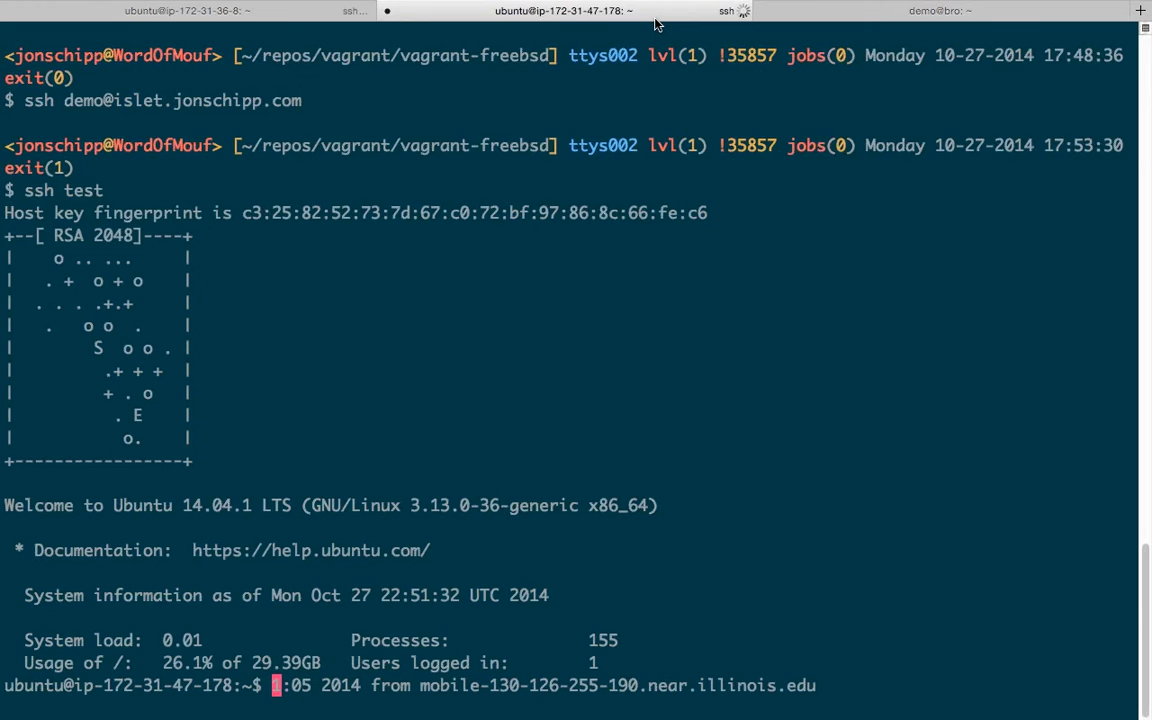 ubuntu@ip-172-31-36-8: ~ ssh... ubuntu@ip-172-31-47-178: ~ ssh demo@bro: ~
<jonschipp@WordOfMouf> [~/repos/vagrant/vagrant-freebsd] ttys002 lvl(1) !35857 jobs(0) Monday 10-27-2014 17:48:36
exit(0)
$ ssh demo@islet.jonschipp.com
<jonschipp@WordOfMouf> [~/repos/vagrant/vagrant-freebsd] ttys002 lvl(1) !35857 jobs(0) Monday 10-27-2014 17:53:30
exit(1)
$ ssh test
Host key fingerprint is c3:25:82:52:73:7d:67:c0:72:bf:97:86:8c:66:fe:c6
+--[ RSA 2048]----+
|    o .. ...     |
|   . +  o + o    |
|  . . . .+.+     |
|   .   o o  .    |
|        S  o o . |
|         .+ + +  |
|         + . o   |
|          . E    |
|           o.    |
+-----------------+
Welcome to Ubuntu 14.04.1 LTS (GNU/Linux 3.13.0-36-generic x86_64)
* Documentation:  https://help.ubuntu.com/
System information as of Mon Oct 27 22:51:32 UTC 2014
System load:  0.01               Processes:              155
Usage of /:   26.1% of 29.39GB   Users logged in:        1
ubuntu@ip-172-31-47-178:~$ 1:05 2014 from mobile-130-126-255-190.near.illinois.edu